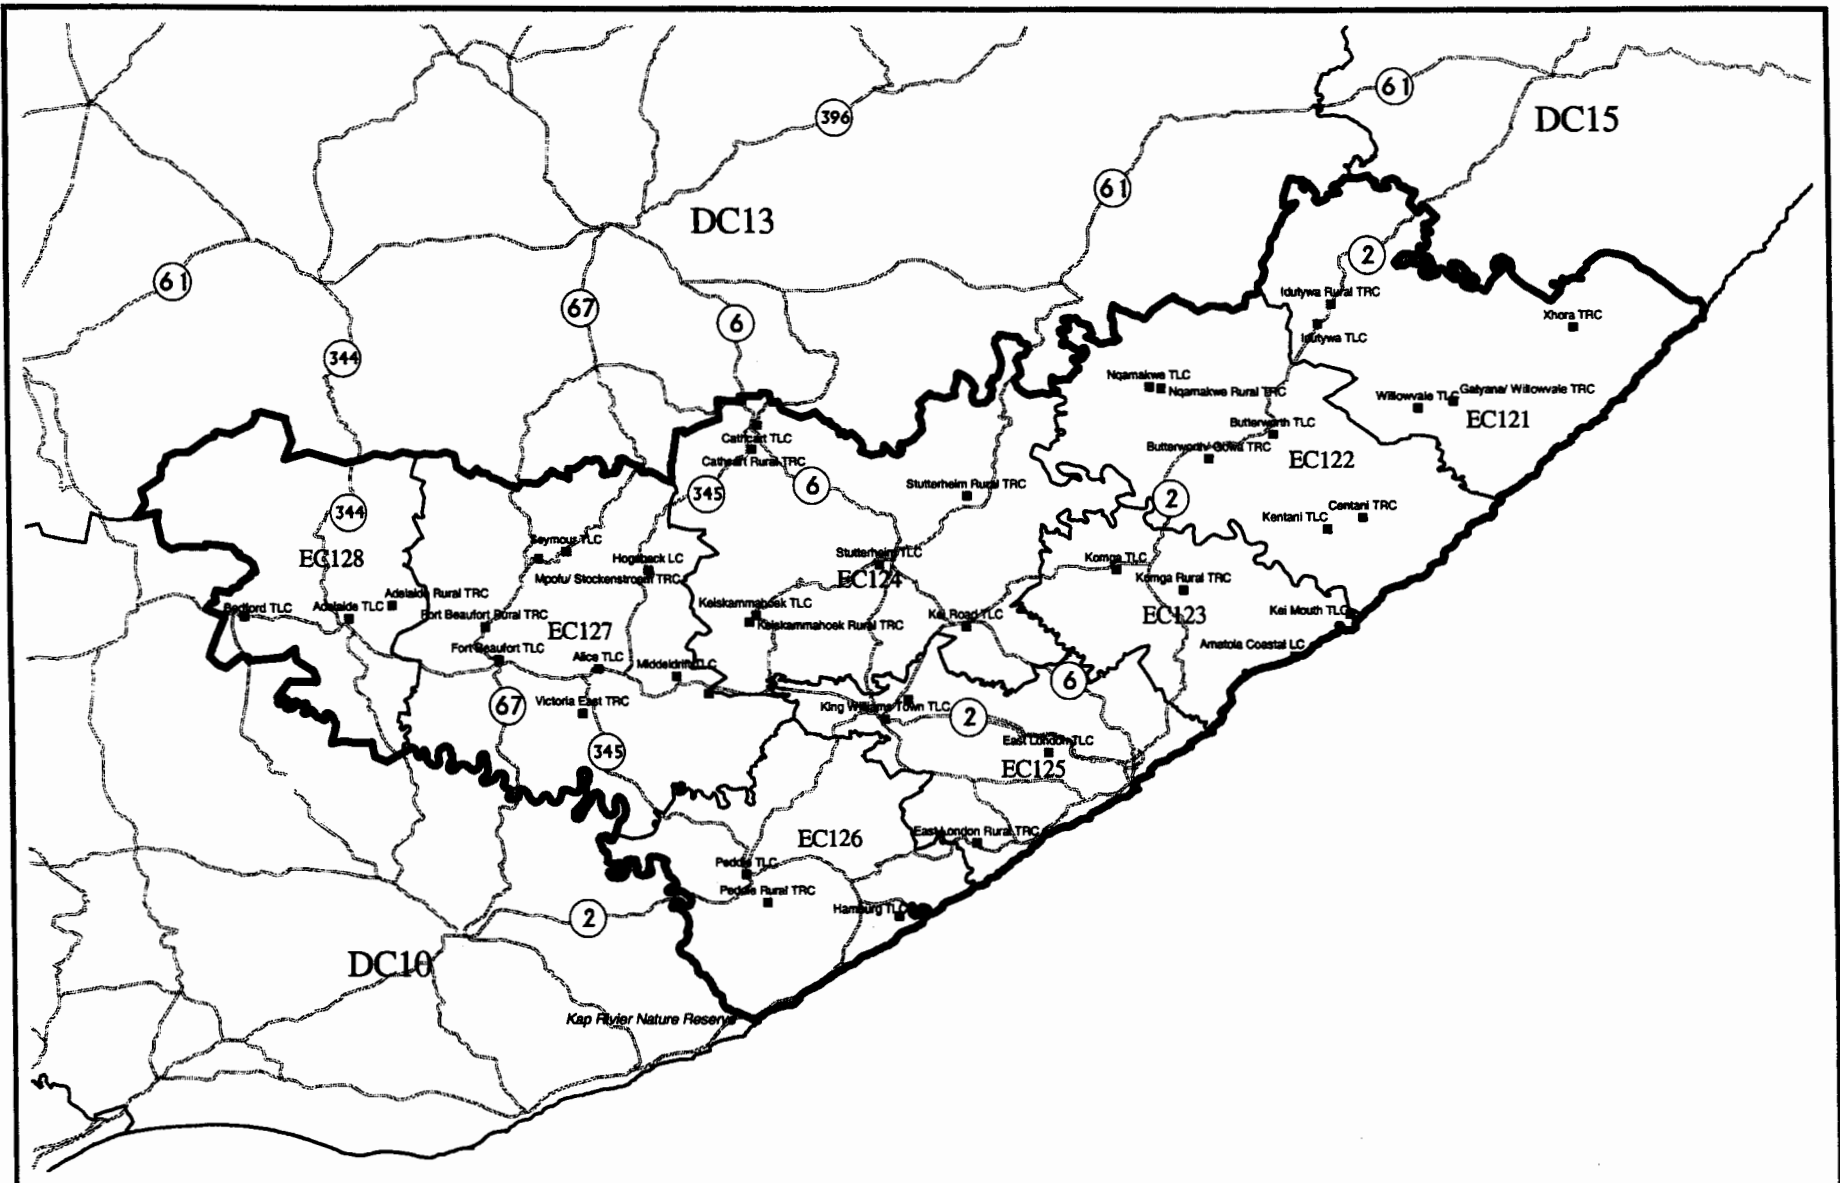 61
DC15
396
61
DC13
2
61
Idutywa Rural TRC
67
6
Xhora TRC
Idutywa TLC
344
Nqamakwe TLC
Nqamakwe Rural TRC
Willowvale TLC
Gatyana/ Willowvale TRC
EC121
Butterworth TLC
Cathcart TLC
Butterworth/ Gcwa TRC
EC122
Cathcart Rural TRC
6
345
Stutterheim Rural TRC
2
344
Centani TRC
Kentani TLC
EC128
Seymour TLC
Hogsback LC
Stutterheim TLC
Komga TLC
Mpofu/ Stockenstroom TRC
EC124
Komga Rural TRC
Adelaide Rural TRC
Bedford TLC
Adelaide TLC
Keiskammahoek TLC
Kei Mouth TLC
Fort Beaufort Rural TRC
EC127
Keiskammahoek Rural TRC
Kei Road TLC
EC123
Amatola Coastal LC
Fort Beaufort TLC
Alice TLC
Middeldrift TLC
6
67
Victoria East TRC
King Williams Town TLC
2
345
East London TLC
EC125
East London Rural TRC
EC126
Peddie TLC
Peddie Rural TRC
Hamburg TLC
2
DC10
Kap Rivier Nature Reserve